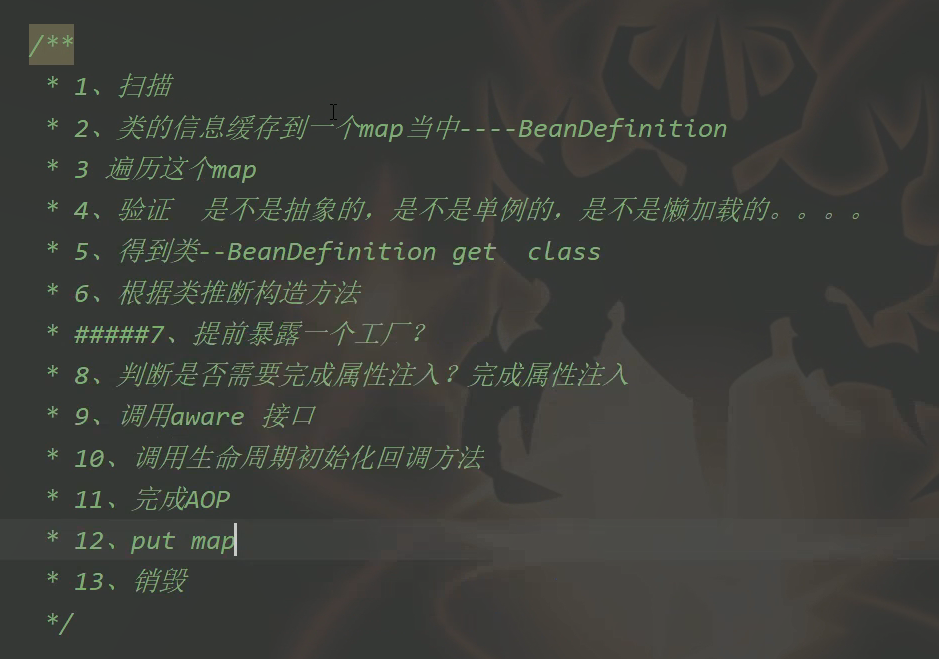 /**
* 1、扫描
* 2、类的信息缓存到一个map当中----BeanDefinition
* 3 遍历这个map
* 4、验证  是不是抽象的，是不是单例的，是不是懒加载的。。。。
* 5、得到类--BeanDefinition get  class
* 6、根据类推断构造方法
* #####7、提前暴露一个工厂？
* 8、判断是否需要完成属性注入？完成属性注入
* 9、调用aware 接口
* 10、调用生命周期初始化回调方法
* 11、完成AOP
* 12、put map
* 13、销毁
*/